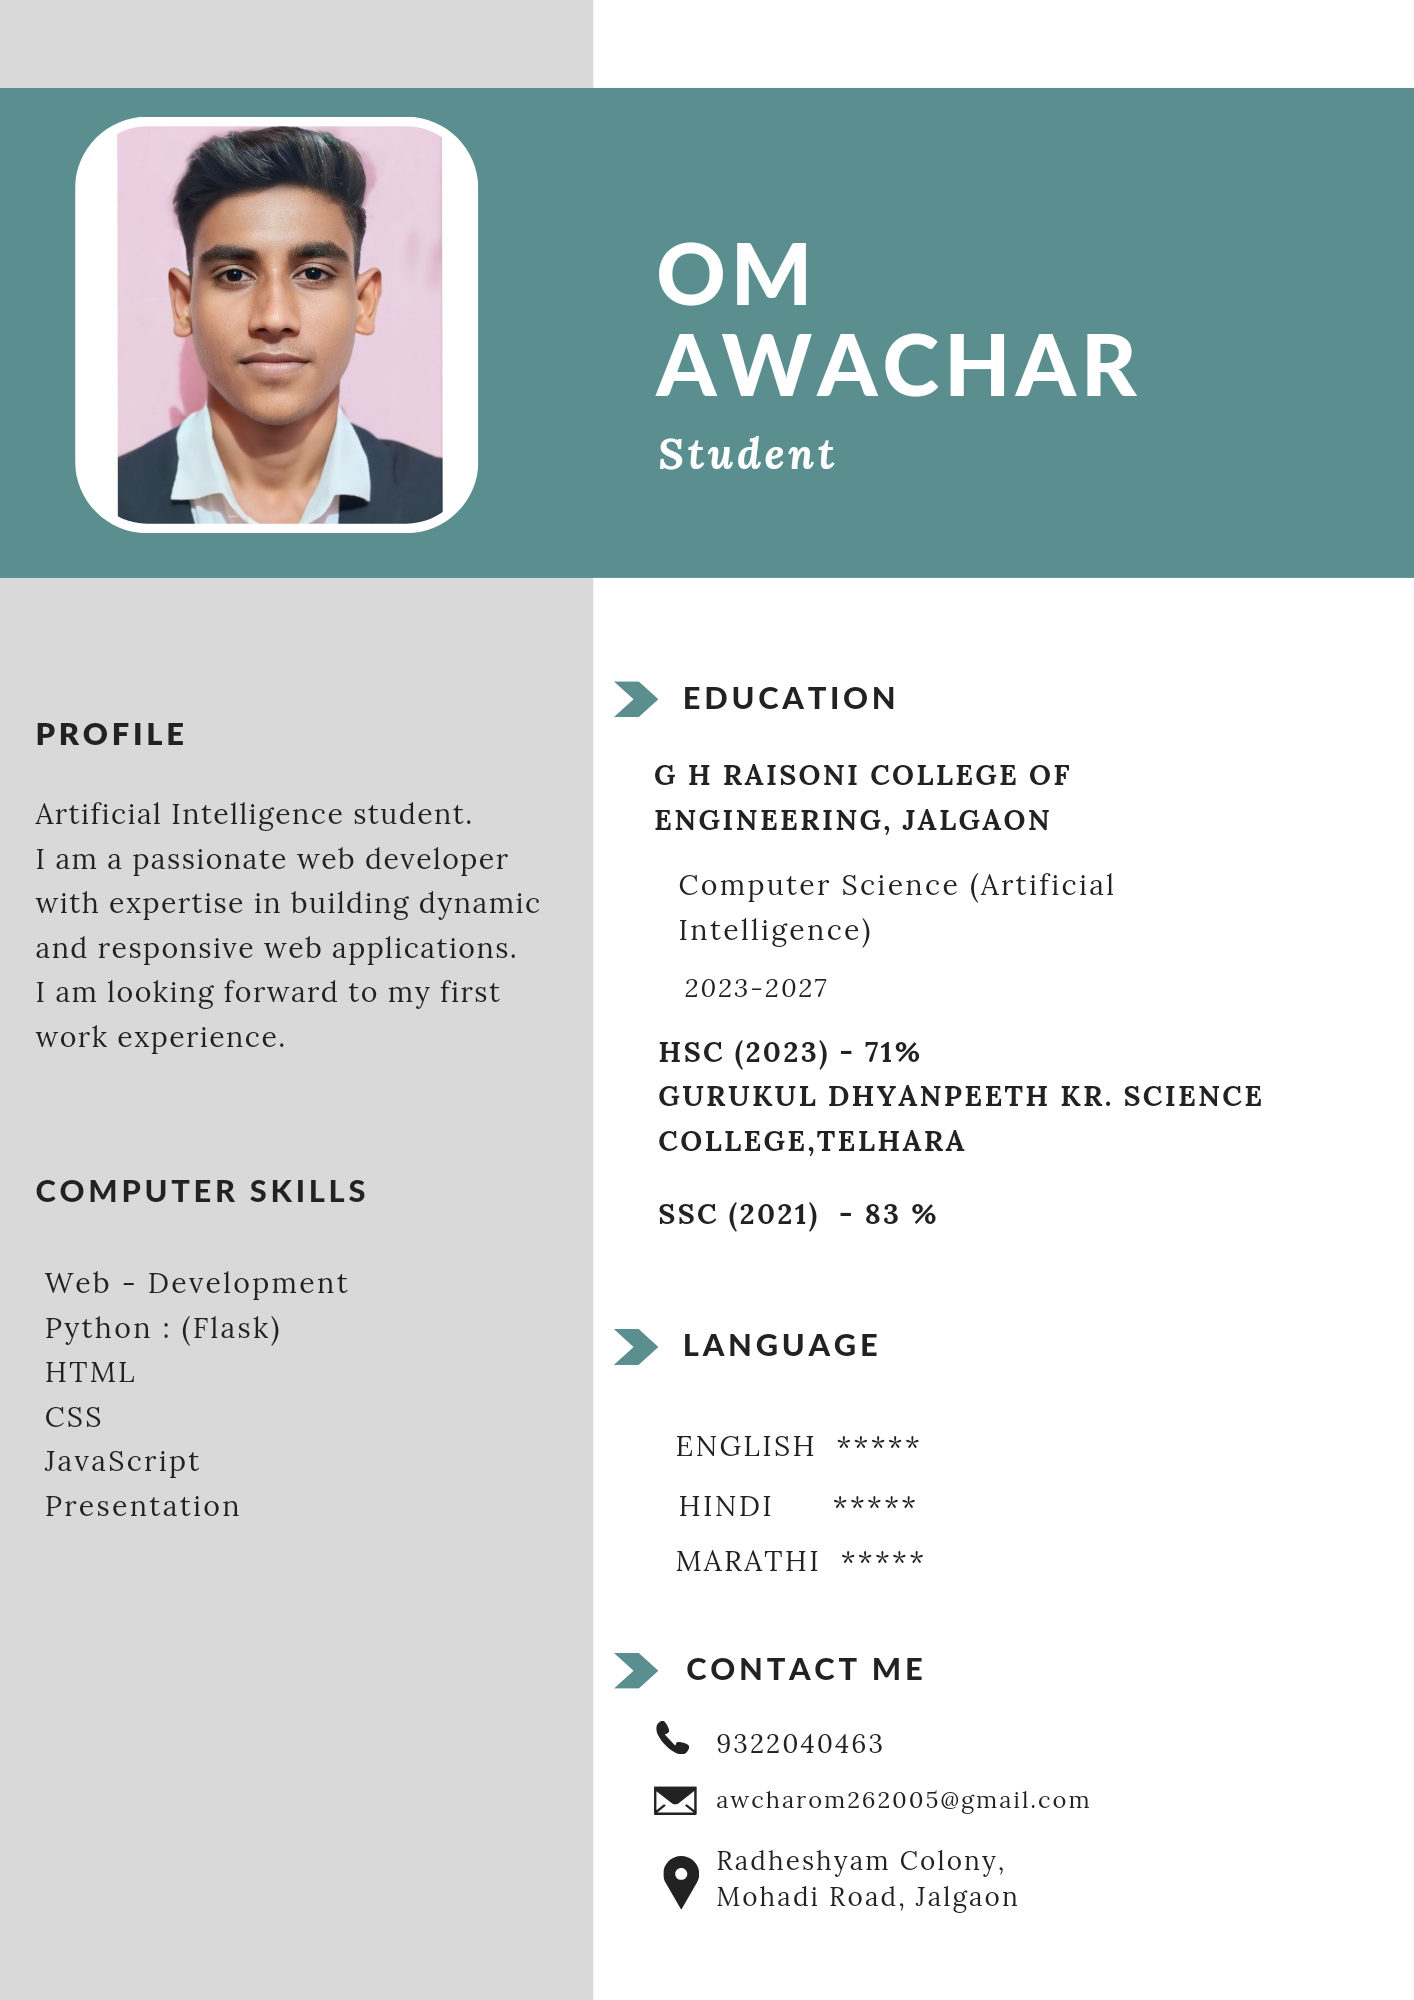 OM
AWACHAR
Student
PROFILE
Artificial Intelligence student.
I am a passionate web developer
with expertise in building dynamic
and responsive web applications.
I am looking forward to my first
work experience.
COMPUTER SKILLS
Web - Development
Python : (Flask)
HTML
CSS
JavaScript
Presentation
EDUCATION
G H RAISONI COLLEGE OF
ENGINEERING, JALGAON
Computer Science (Artificial
Intelligence)
2023-2027
HSC (2023) - 71%
GURUKUL DHYANPEETH KR. SCIENCE
COLLEGE,TELHARA
SSC (2021) - 83 %
LANGUAGE
ENGLISH *****
HINDI *****
MARATHI *****
CONTACT ME
9322040463
awcharom262005@gmail.com
Radheshyam Colony,
Mohadi Road, Jalgaon